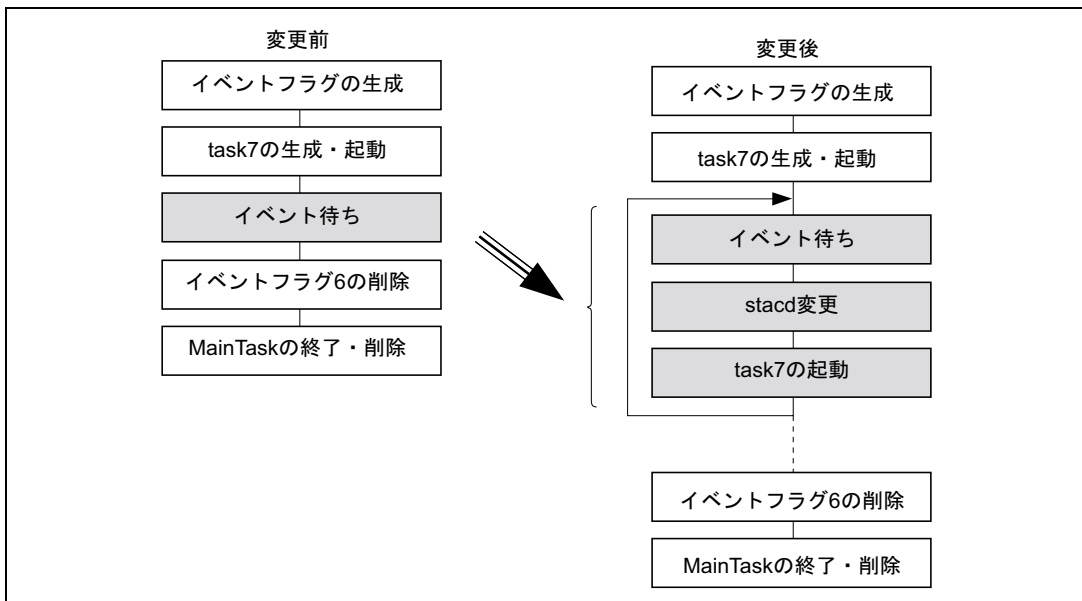 変更前
イベントフラグの生成
task7の生成・起動
イベント待ち
イベントフラグ6の削除
MainTaskの終了・削除
変更後
イベントフラグの生成
task7の生成・起動
イベント待ち
stacd変更
task7の起動
イベントフラグ6の削除
MainTaskの終了・削除